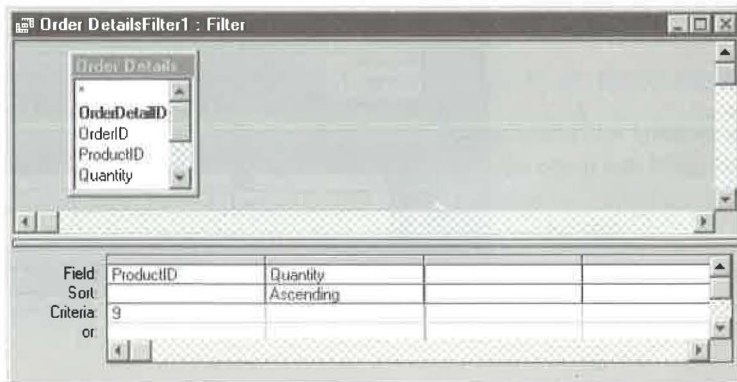 Order DetailsFilter1 : Filter
Order Details
*
OrderDetailID
OrderID
ProductID
Quantity
Field: ProductID Quantity
Sort: Ascending
Criteria: 9
or: